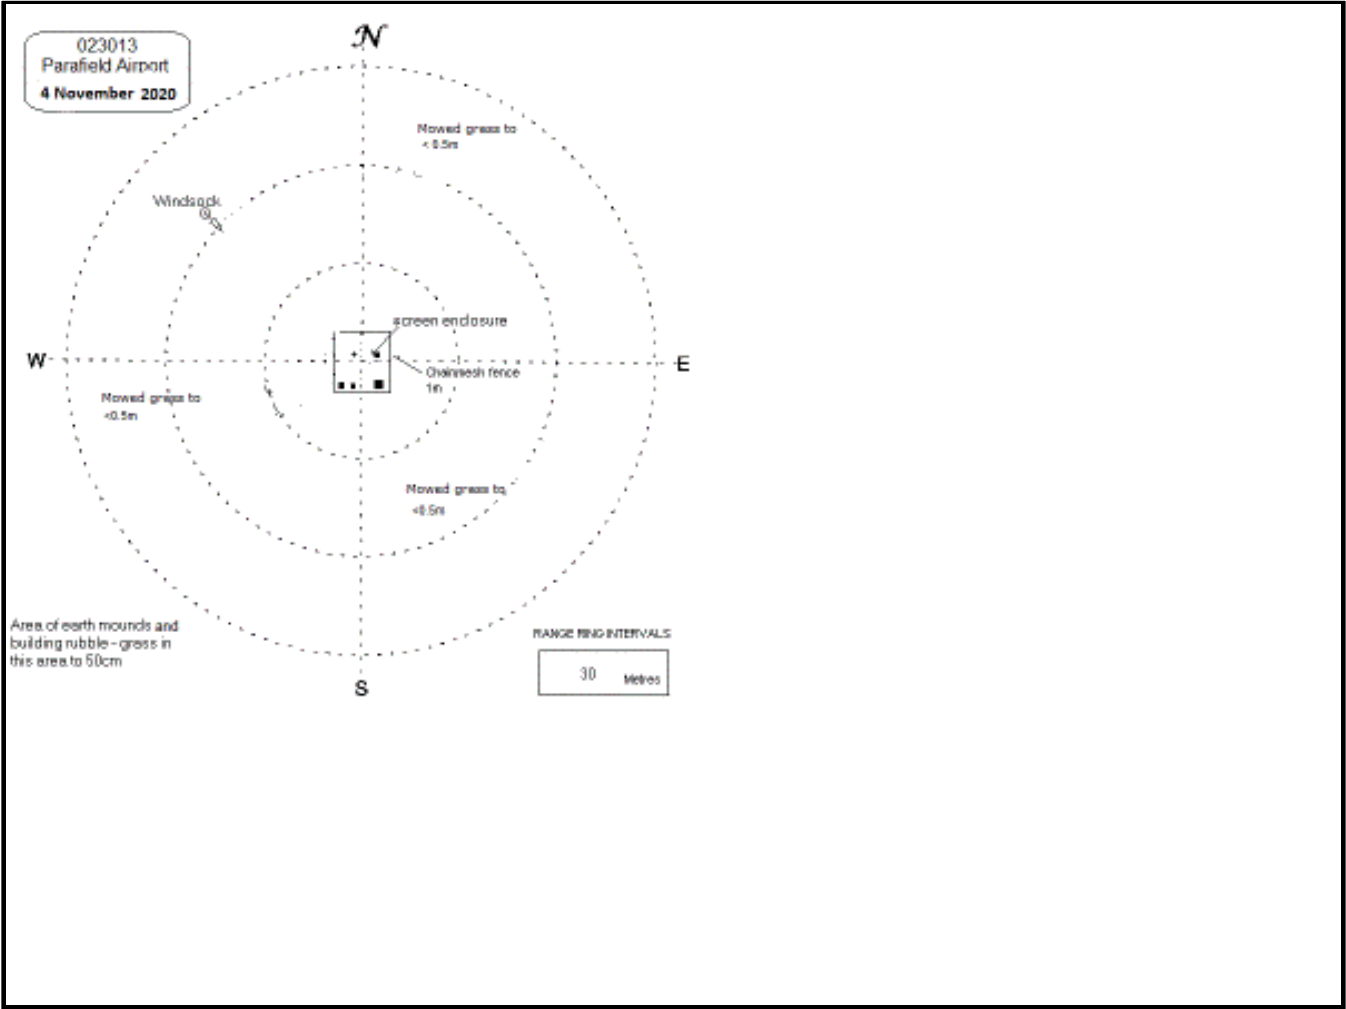 N
023013
Parafield Airport
4 November 2020
Mowed grass to
< 0.5m
Windsock
screen enclosure
W
E
Chainmesh fence
1m
Mowed grass to
<0.5m
Mowed grass to
<0.5m
Area of earth mounds and
building rubble - grass in
this area to 50cm
RANGE RING INTERVALS
30 Metres
S